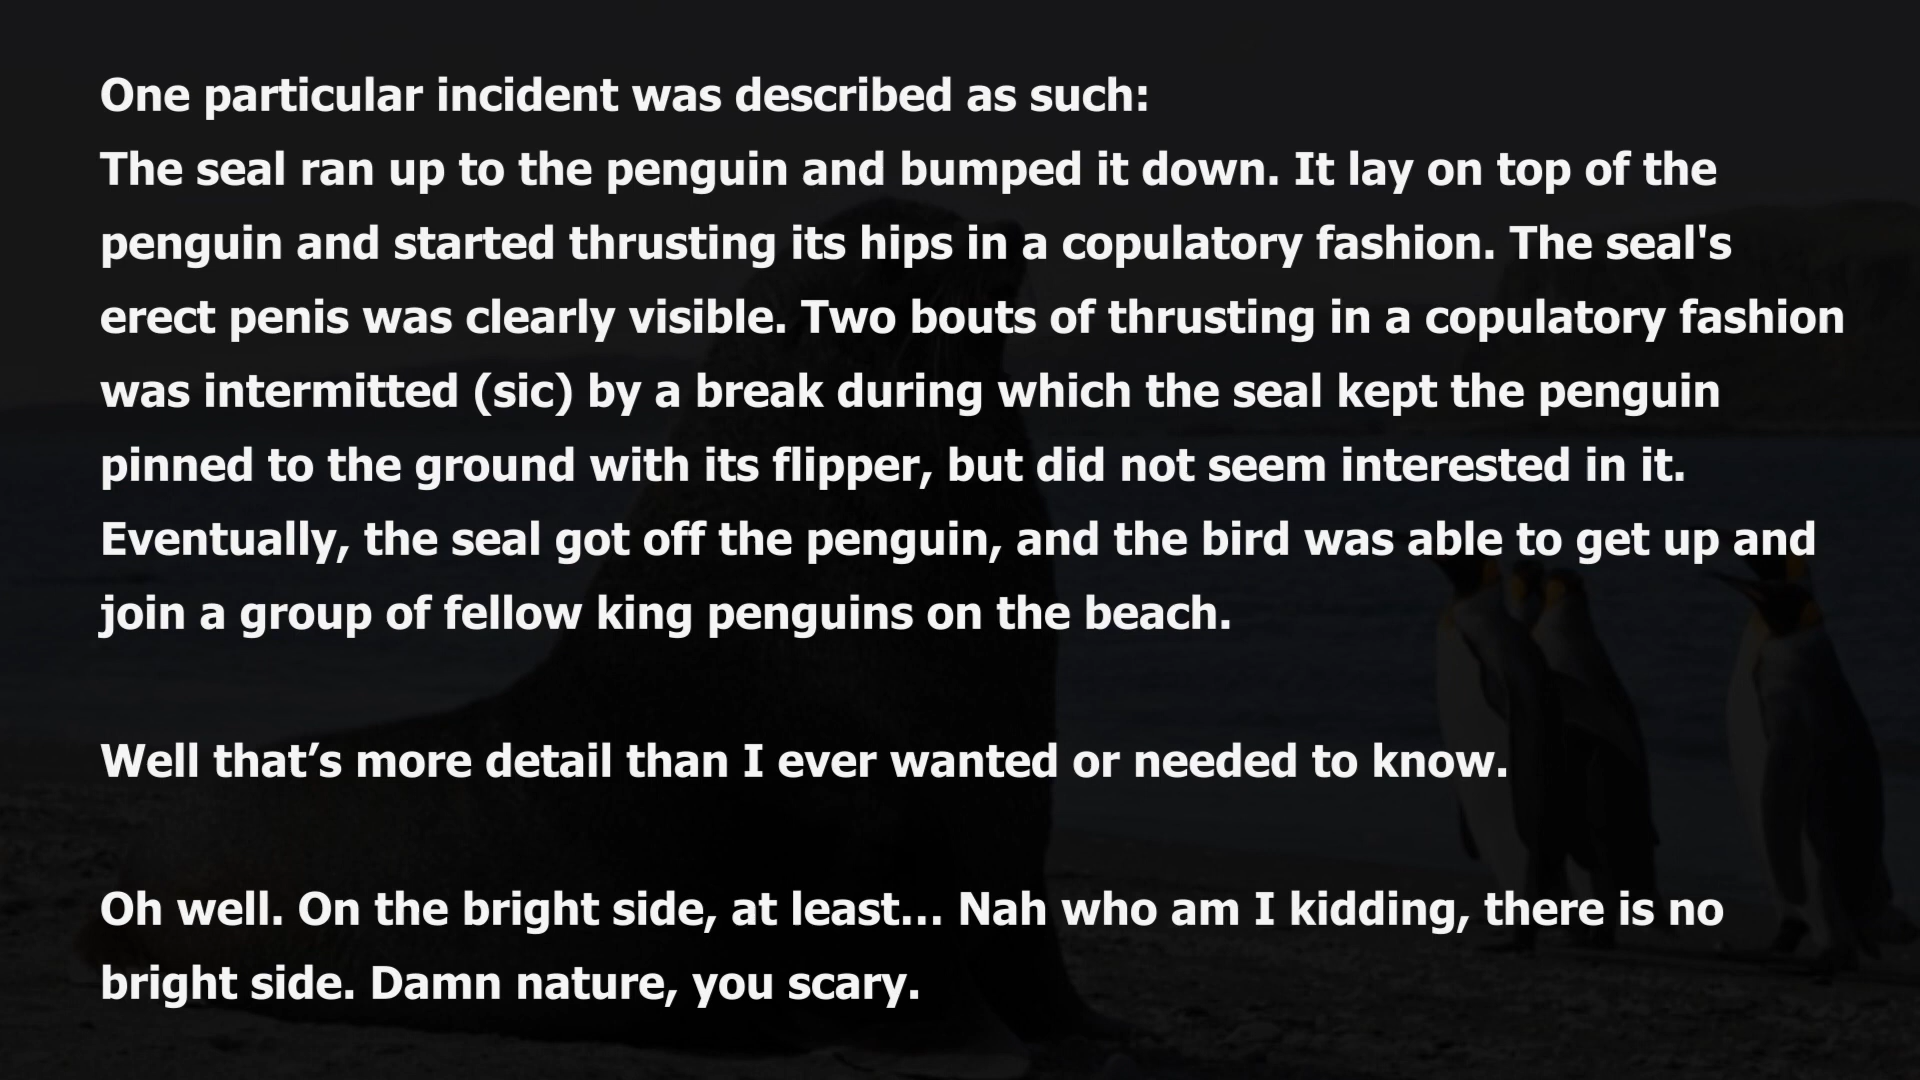 One particular incident was described as such:
The seal ran up to the penguin and bumped it down. It lay on top of the
penguin and started thrusting its hips in a copulatory fashion. The seal's
erect penis was clearly visible. Two bouts of thrusting in a copulatory fashion
was intermitted (sic) by a break during which the seal kept the penguin
pinned to the ground with its flipper, but did not seem interested in it.
Eventually, the seal got off the penguin, and the bird was able to get up and
join a group of fellow king penguins on the beach.
Well that’s more detail than I ever wanted or needed to know.
Oh well. On the bright side, at least… Nah who am I kidding, there is no
bright side. Damn nature, you scary.